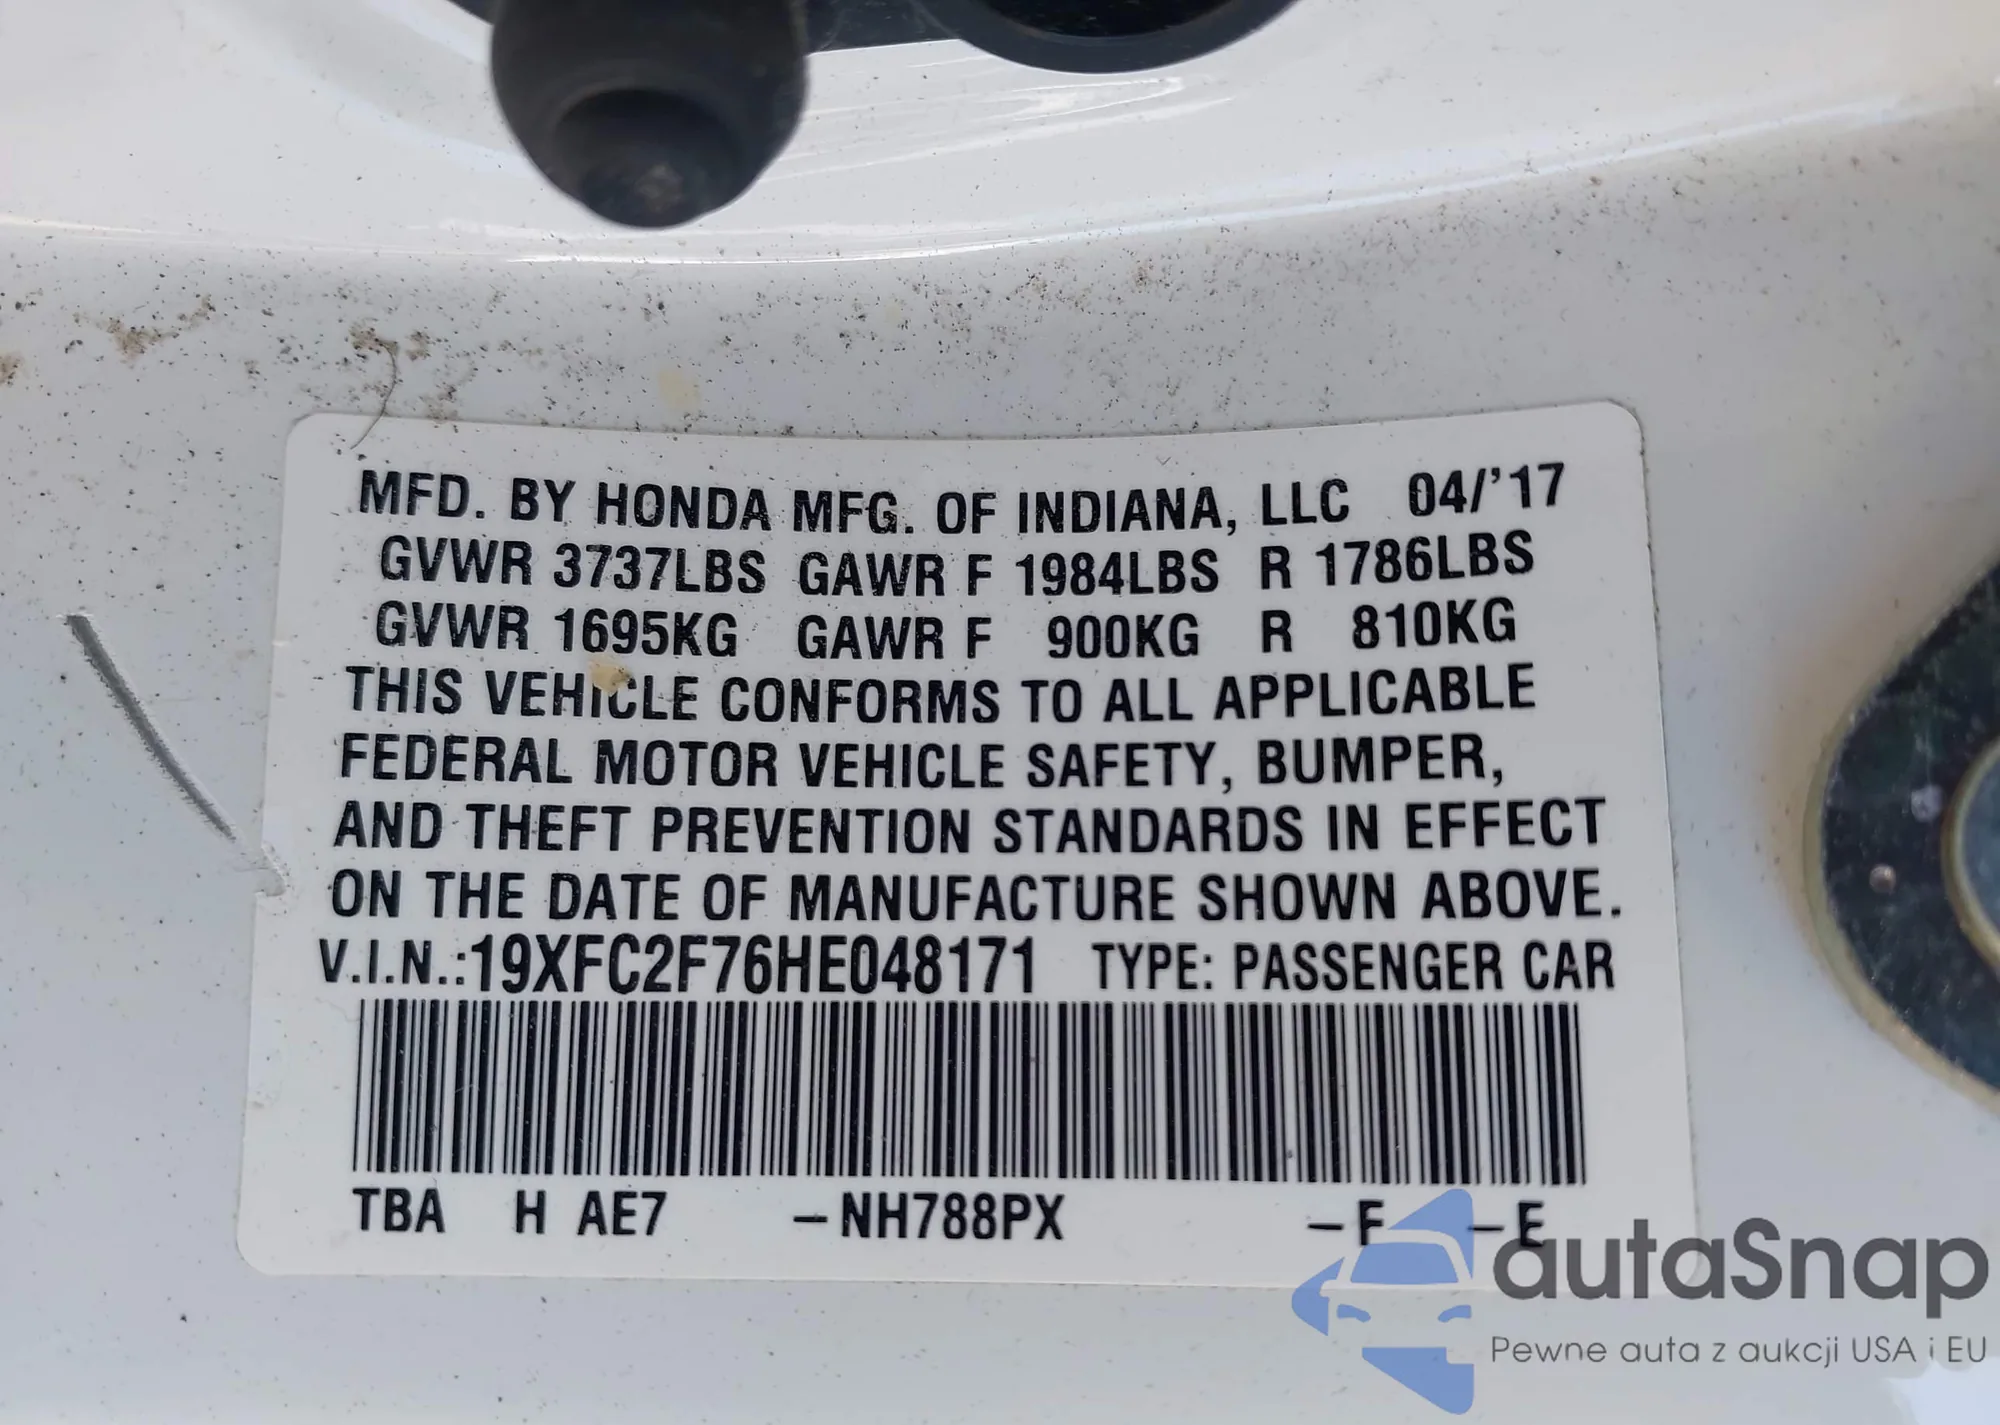 MFD. BY HONDA MFG. OF INDIANA, LLC 04/'17
GVWR 3737LBS GAWR F 1984LBS R 1786LBS
GVWR 1695KG GAWR F 900KG R 810KG
THIS VEHICLE CONFORMS TO ALL APPLICABLE
FEDERAL MOTOR VEHICLE SAFETY, BUMPER,
AND THEFT PREVENTION STANDARDS IN EFFECT
ON THE DATE OF MANUFACTURE SHOWN ABOVE.
V.I.N.:19XFC2F76HE048171 TYPE: PASSENGER CAR
TBA H AE7 –NH788PX –F –E
autaSnap
Pewne auta z aukcji USA i EU